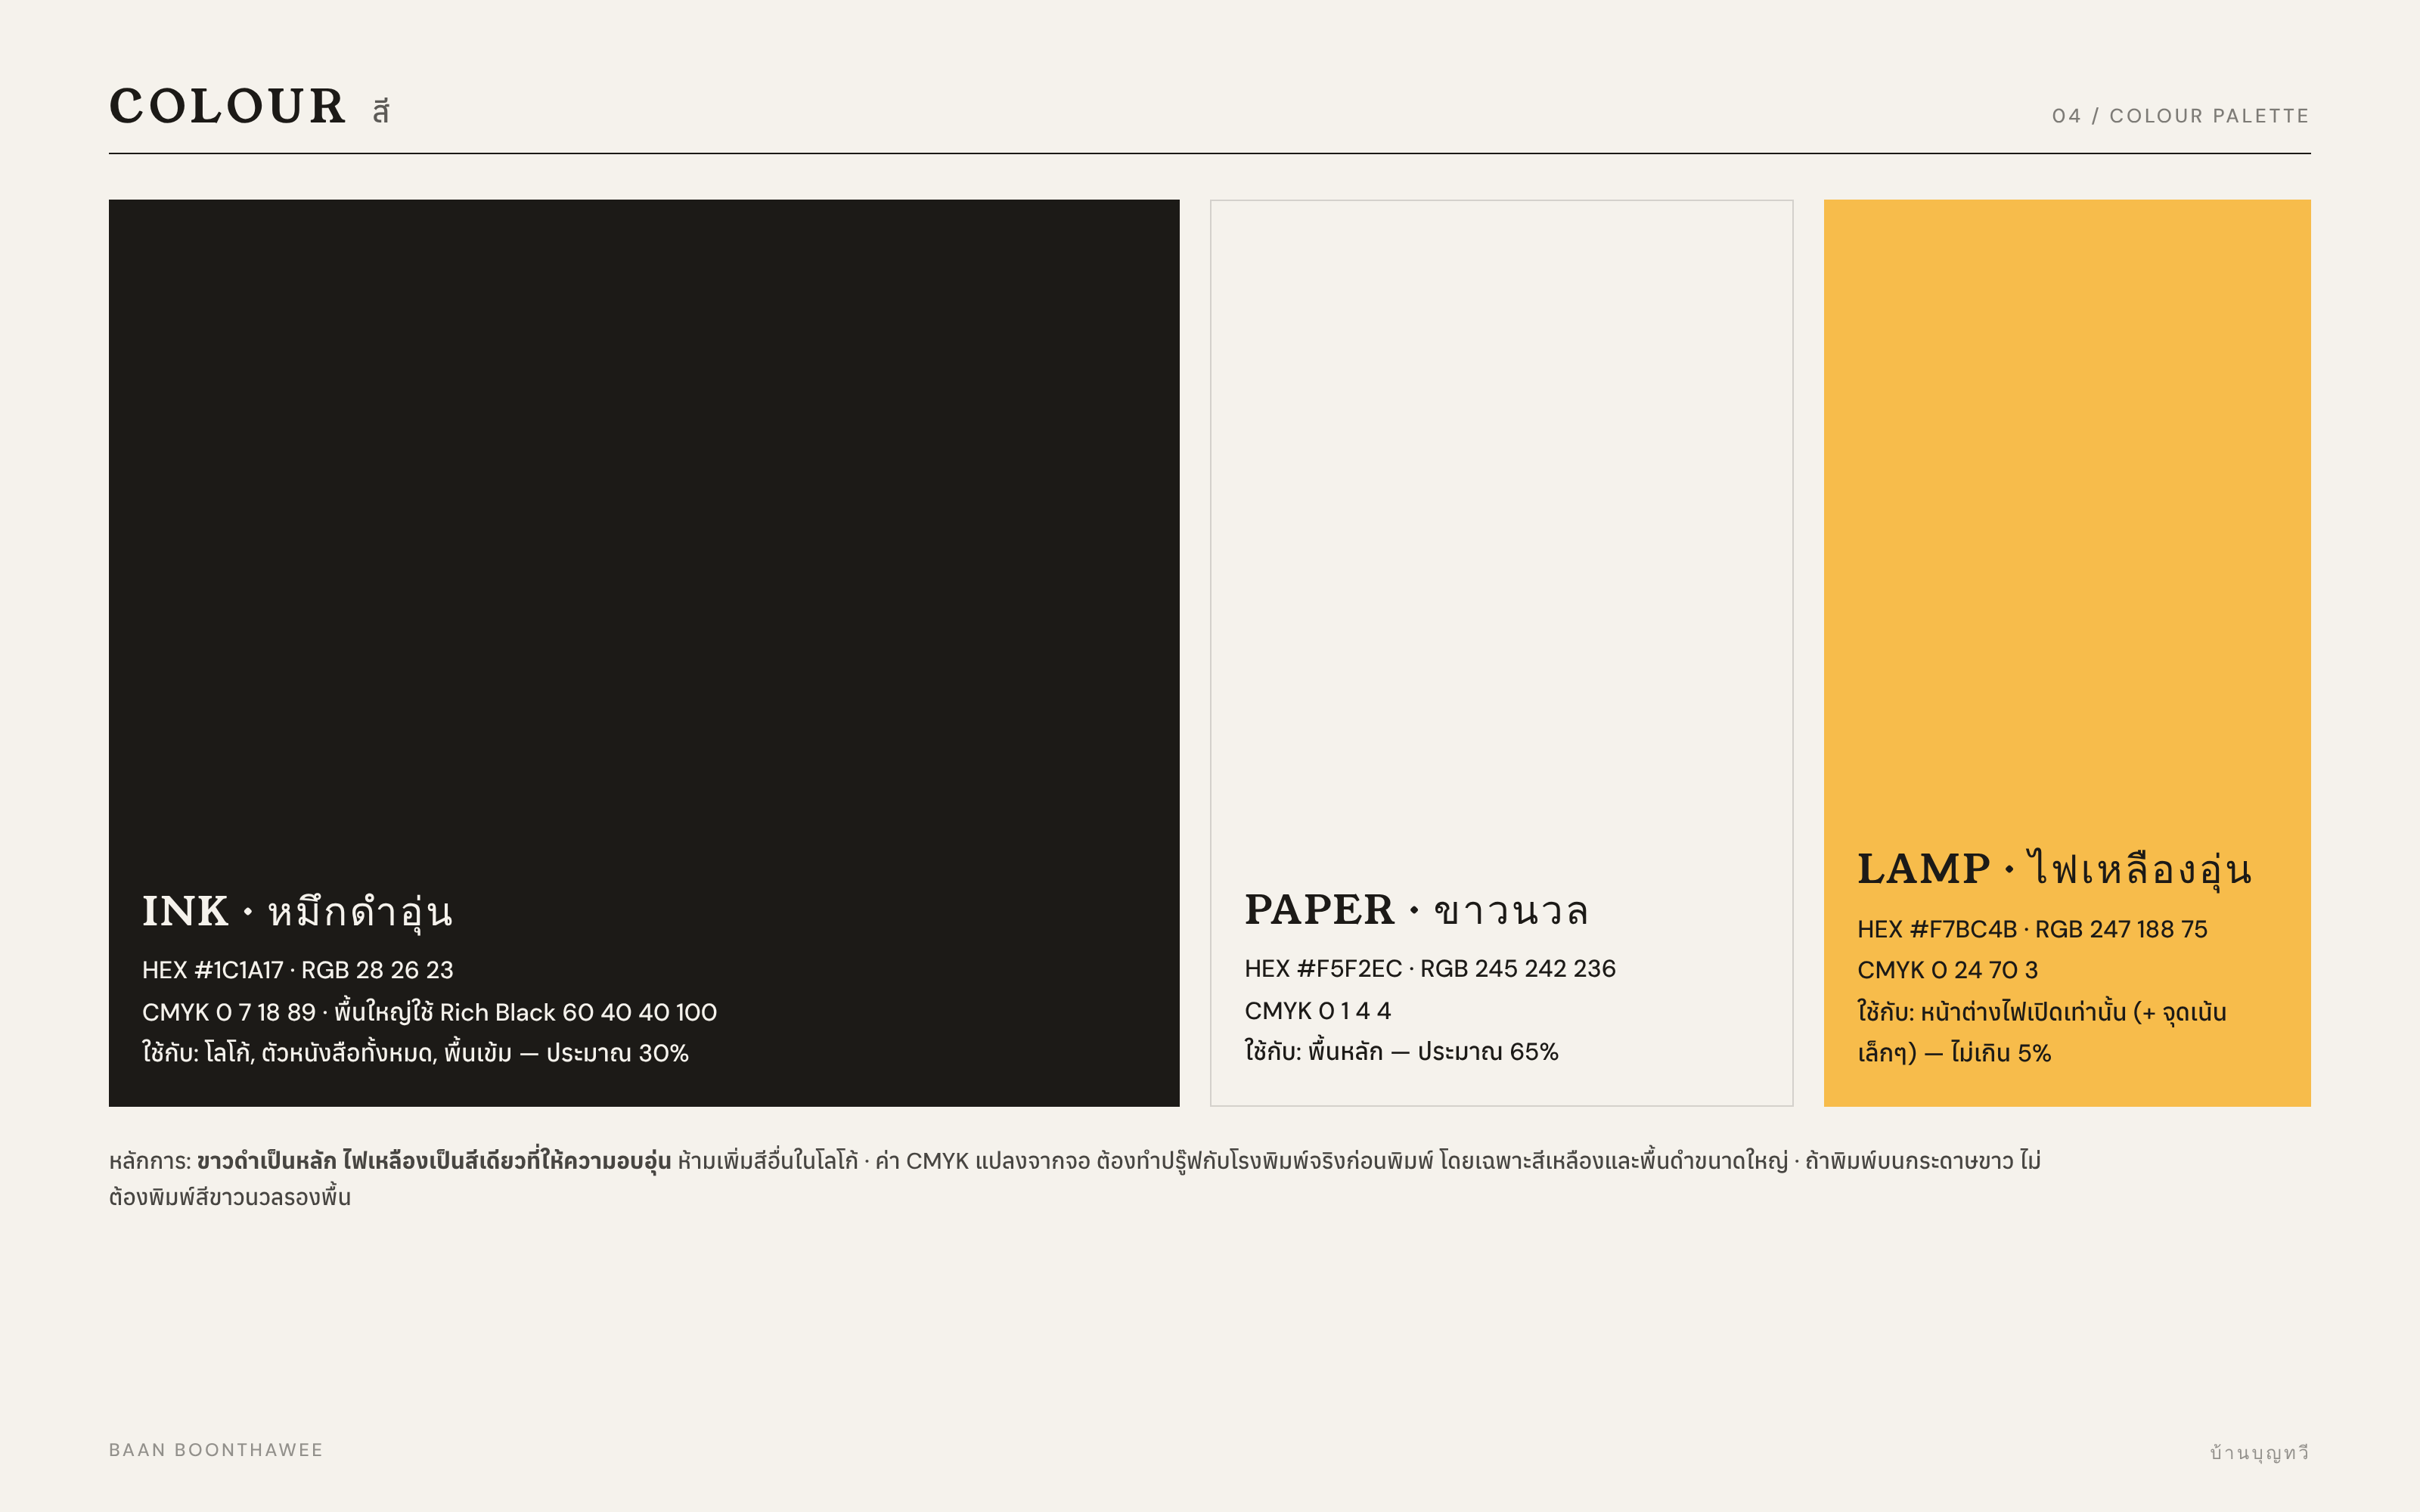 COLOUR สี
04 / COLOUR PALETTE
INK · หมึกดำอุ่น
HEX #1C1A17 · RGB 28 26 23
CMYK 0 7 18 89 · พื้นใหญ่ใช้ Rich Black 60 40 40 100
ใช้กับ: โลโก้, ตัวหนังสือทั้งหมด, พื้นเข้ม — ประมาณ 30%
PAPER · ขาวนวล
HEX #F5F2EC · RGB 245 242 236
CMYK 0 1 4 4
ใช้กับ: พื้นหลัก — ประมาณ 65%
LAMP · ไฟเหลืองอุ่น
HEX #F7BC4B · RGB 247 188 75
CMYK 0 24 70 3
ใช้กับ: หน้าต่างไฟเปิดเท่านั้น (+ จุดเน้น
เล็กๆ) — ไม่เกิน 5%
หลักการ: ขาวดำเป็นหลัก ไฟเหลืองเป็นสีเดียวที่ให้ความอบอุ่น ห้ามเพิ่มสีอื่นในโลโก้ · ค่า CMYK แปลงจากจอ ต้องทำปรู๊ฟกับโรงพิมพ์จริงก่อนพิมพ์ โดยเฉพาะสีเหลืองและพื้นดำขนาดใหญ่ · ถ้าพิมพ์บนกระดาษขาว ไม่
ต้องพิมพ์สีขาวนวลรองพื้น
BAAN BOONTHAWEE
บ้านบุญทวี